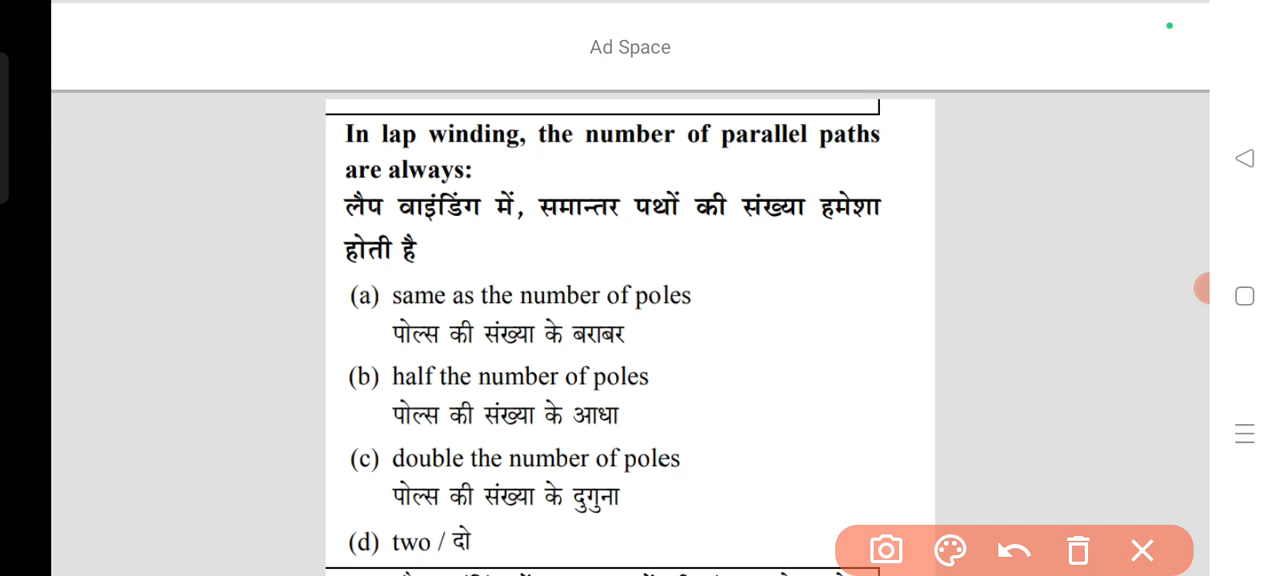 Ad Space
In lap winding, the number of parallel paths
are always:
लैप वाइंडिंग में, समान्तर पथों की संख्या हमेशा
होती है
(a) same as the number of poles
पोल्स की संख्या के बराबर
(b) half the number of poles
पोल्स की संख्या के आधा
(c) double the number of poles
पोल्स की संख्या के दुगुना
(d) two / दो